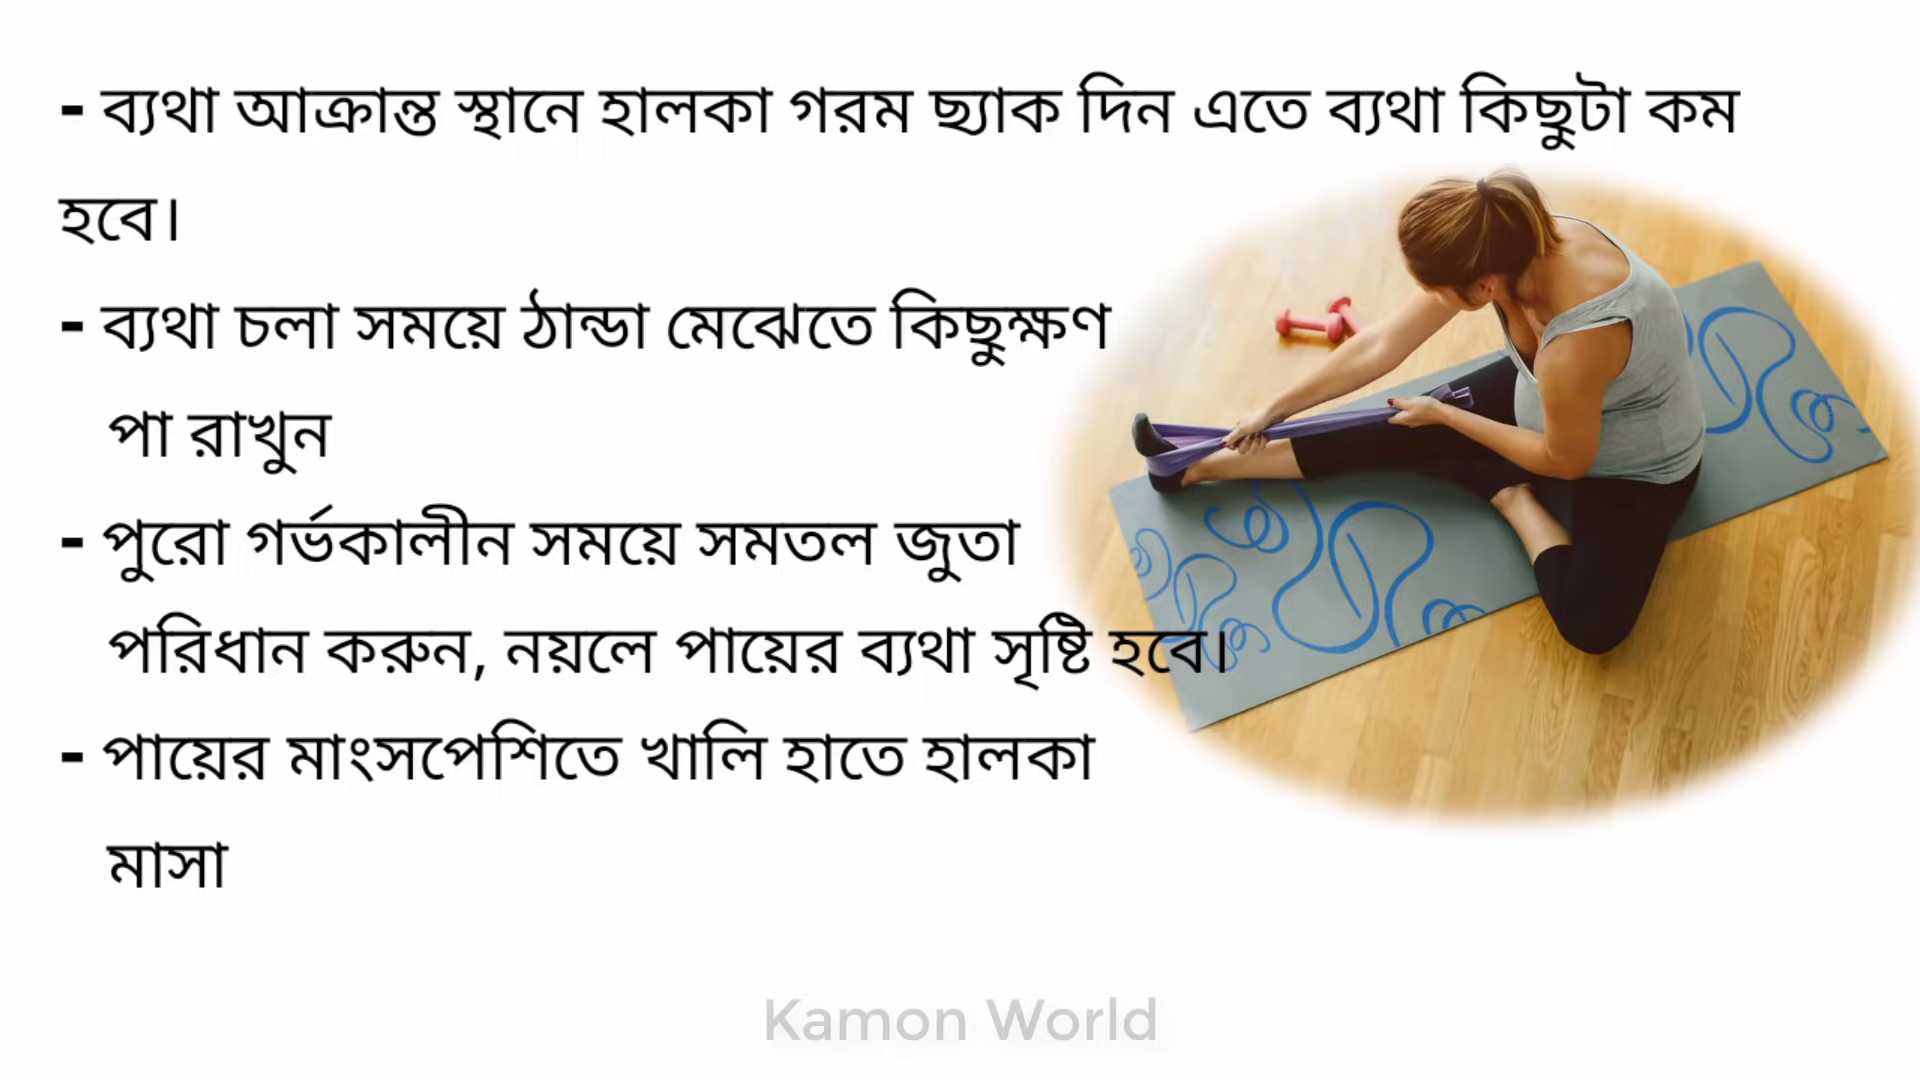 - ব্যথা আক্রান্ত স্থানে হালকা গরম ছ্যাক দিন এতে ব্যথা কিছুটা কম
হবে।
- ব্যথা চলা সময়ে ঠান্ডা মেঝেতে কিছুক্ষণ
পা রাখুন
- পুরো গর্ভকালীন সময়ে সমতল জুতা
পরিধান করুন, নয়লে পায়ের ব্যথা সৃষ্টি হবে।
- পায়ের মাংসপেশিতে খালি হাতে হালকা
মাসা
Kamon World